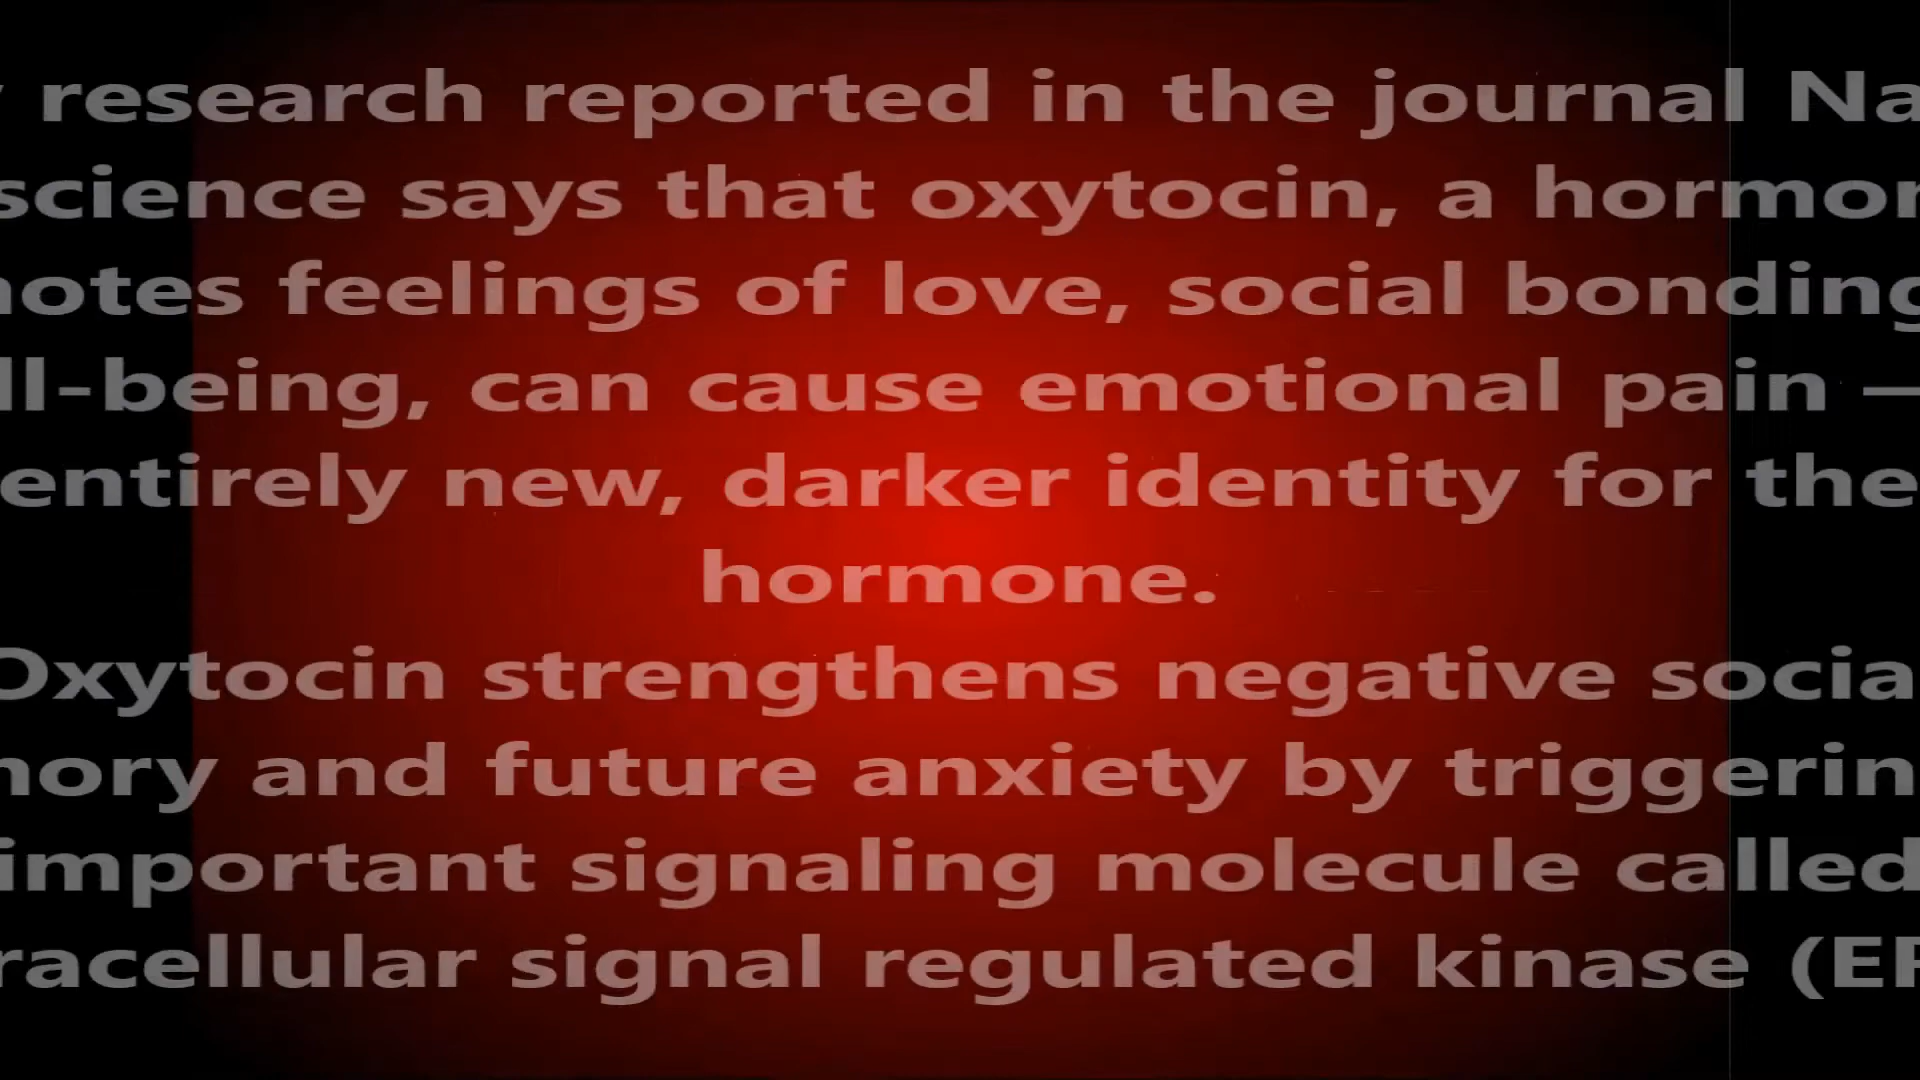 research reported in the journal Na
science says that oxytocin, a hormon
notes feelings of love, social bonding
ll-being, can cause emotional pain —
entirely new, darker identity for the
hormone.
Oxytocin strengthens negative socia
nory and future anxiety by triggerin
important signaling molecule called
racellular signal regulated kinase (ER